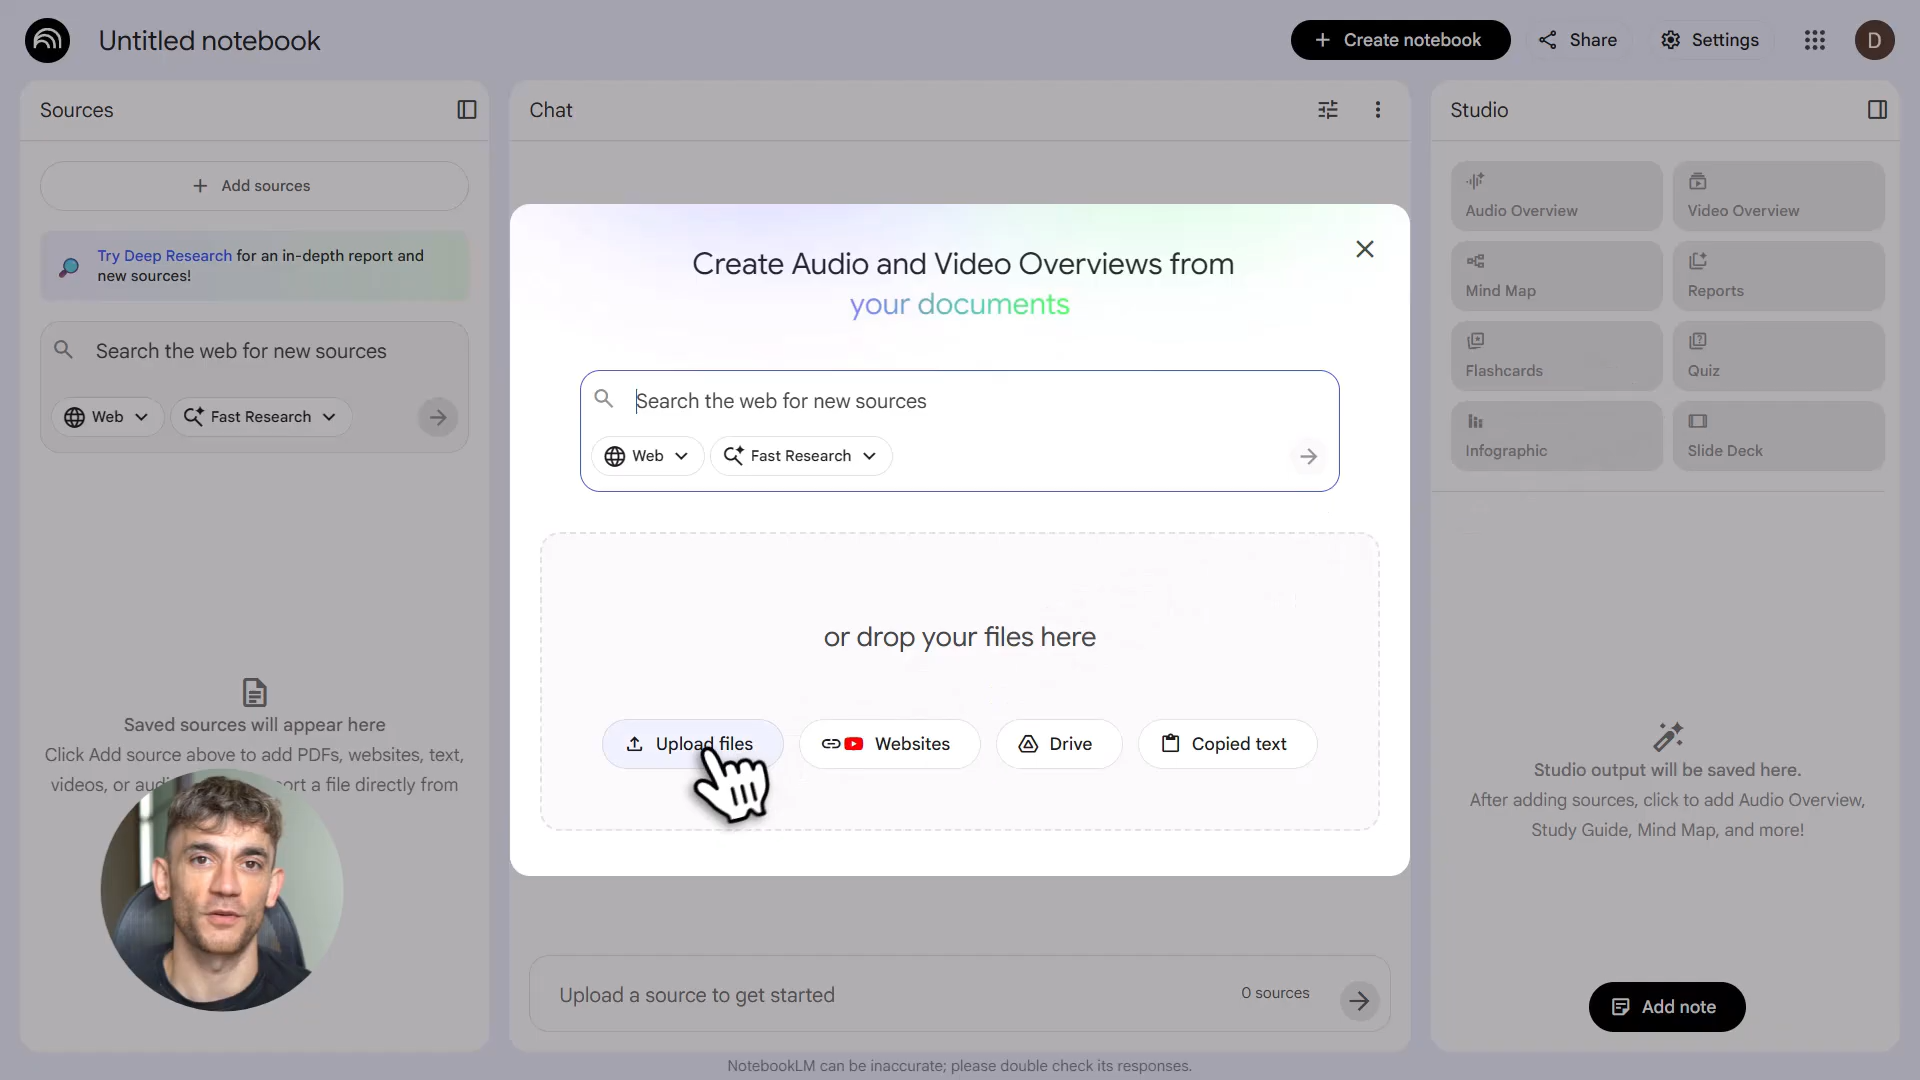 Untitled notebook
Create notebook
Share
Settings
D
Sources
Add sources
Try Deep Research for an in-depth report and
new sources!
Search the web for new sources
Web
Fast Research
Saved sources will appear here
Click Add source above to add PDFs, websites, text,
videos, or
ort a file directly from
Chat
Create Audio and Video Overviews from
your documents
Search the web for new sources
Web
Fast Research
or drop your files here
Upload files
Websites
Drive
Copied text
Upload a source to get started
0 sources
NotebookLM can be inaccurate; please double check its responses.
Studio
Audio Overview
Video Overview
Mind Map
Reports
Flashcards
Quiz
Infographic
Slide Deck
Studio output will be saved here.
After adding sources, click to add Audio Overview,
Study Guide, Mind Map, and more!
Add note